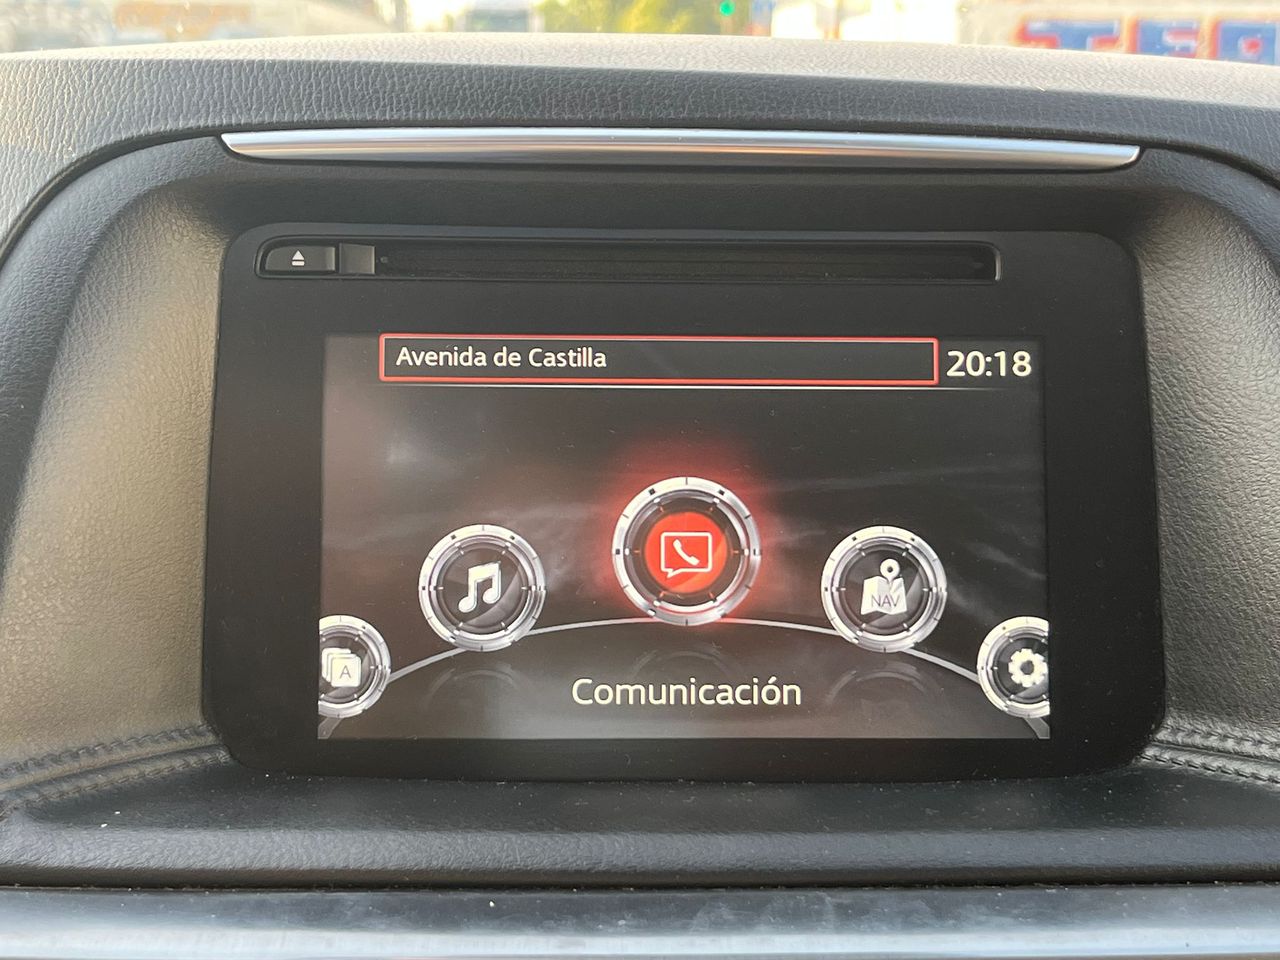 Avenida de Castilla
20:18
NAV
A
Comunicación